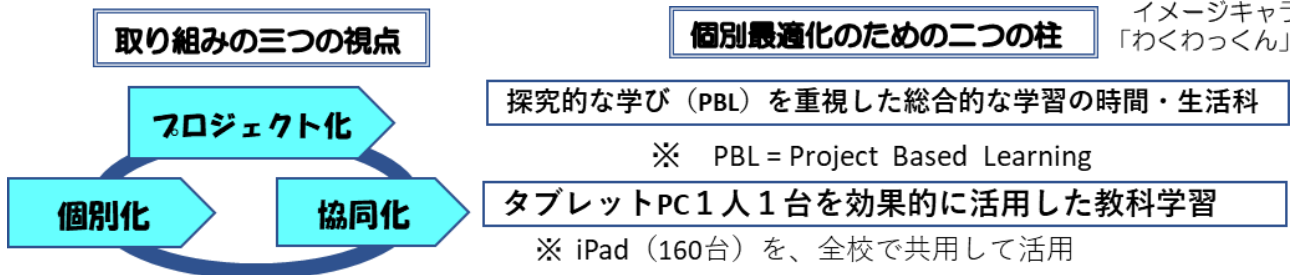 取り組みの三つの視点
プロジェクト化
個別化
協同化
個別最適化のための二つの柱
イメージキャラ
「わくわっくん」
探究的な学び（PBL）を重視した総合的な学習の時間・生活科
※ PBL = Project Based Learning
タブレットPC１人１台を効果的に活用した教科学習
※ iPad（160台）を、全校で共用して活用